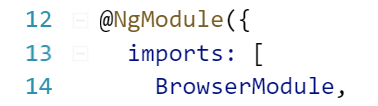 12 @NgModule({
13 imports: [
14 BrowserModule,